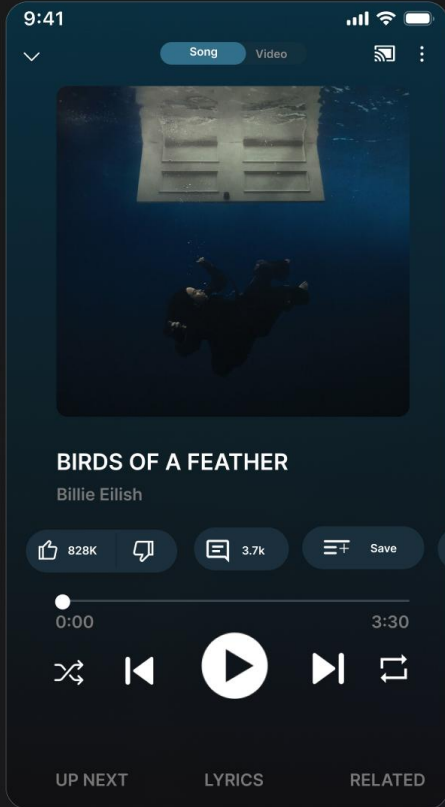 9:41
Song Video
BIRDS OF A FEATHER
Billie Eilish
828K 3.7k Save
0:00 3:30
UP NEXT LYRICS RELATED